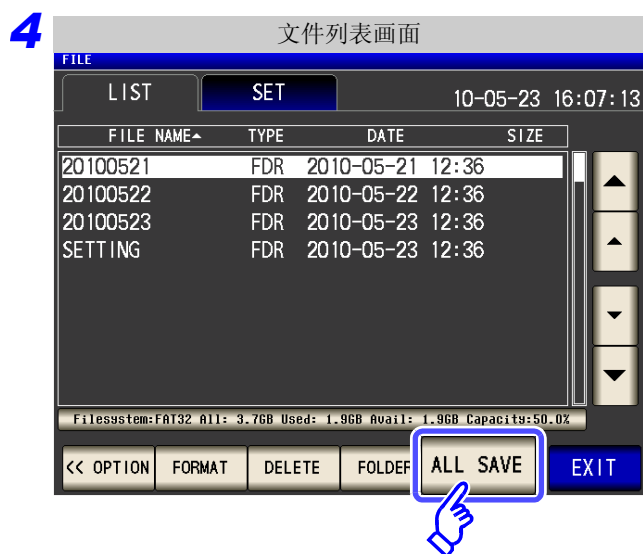 4
文件列表画面
FILE
LIST SET 10-05-23 16:07:13
FILE NAME▲ TYPE DATE SIZE
20100521 FDR 2010-05-21 12:36
20100522 FDR 2010-05-22 12:36
20100523 FDR 2010-05-23 12:36
SETTING FDR 2010-05-23 12:36
Filesystem:FAT32 All: 3.7GB Used: 1.9GB Avail: 1.9GB Capacity:50.0%
<< OPTION FORMAT DELETE FOLDER ALL SAVE EXIT